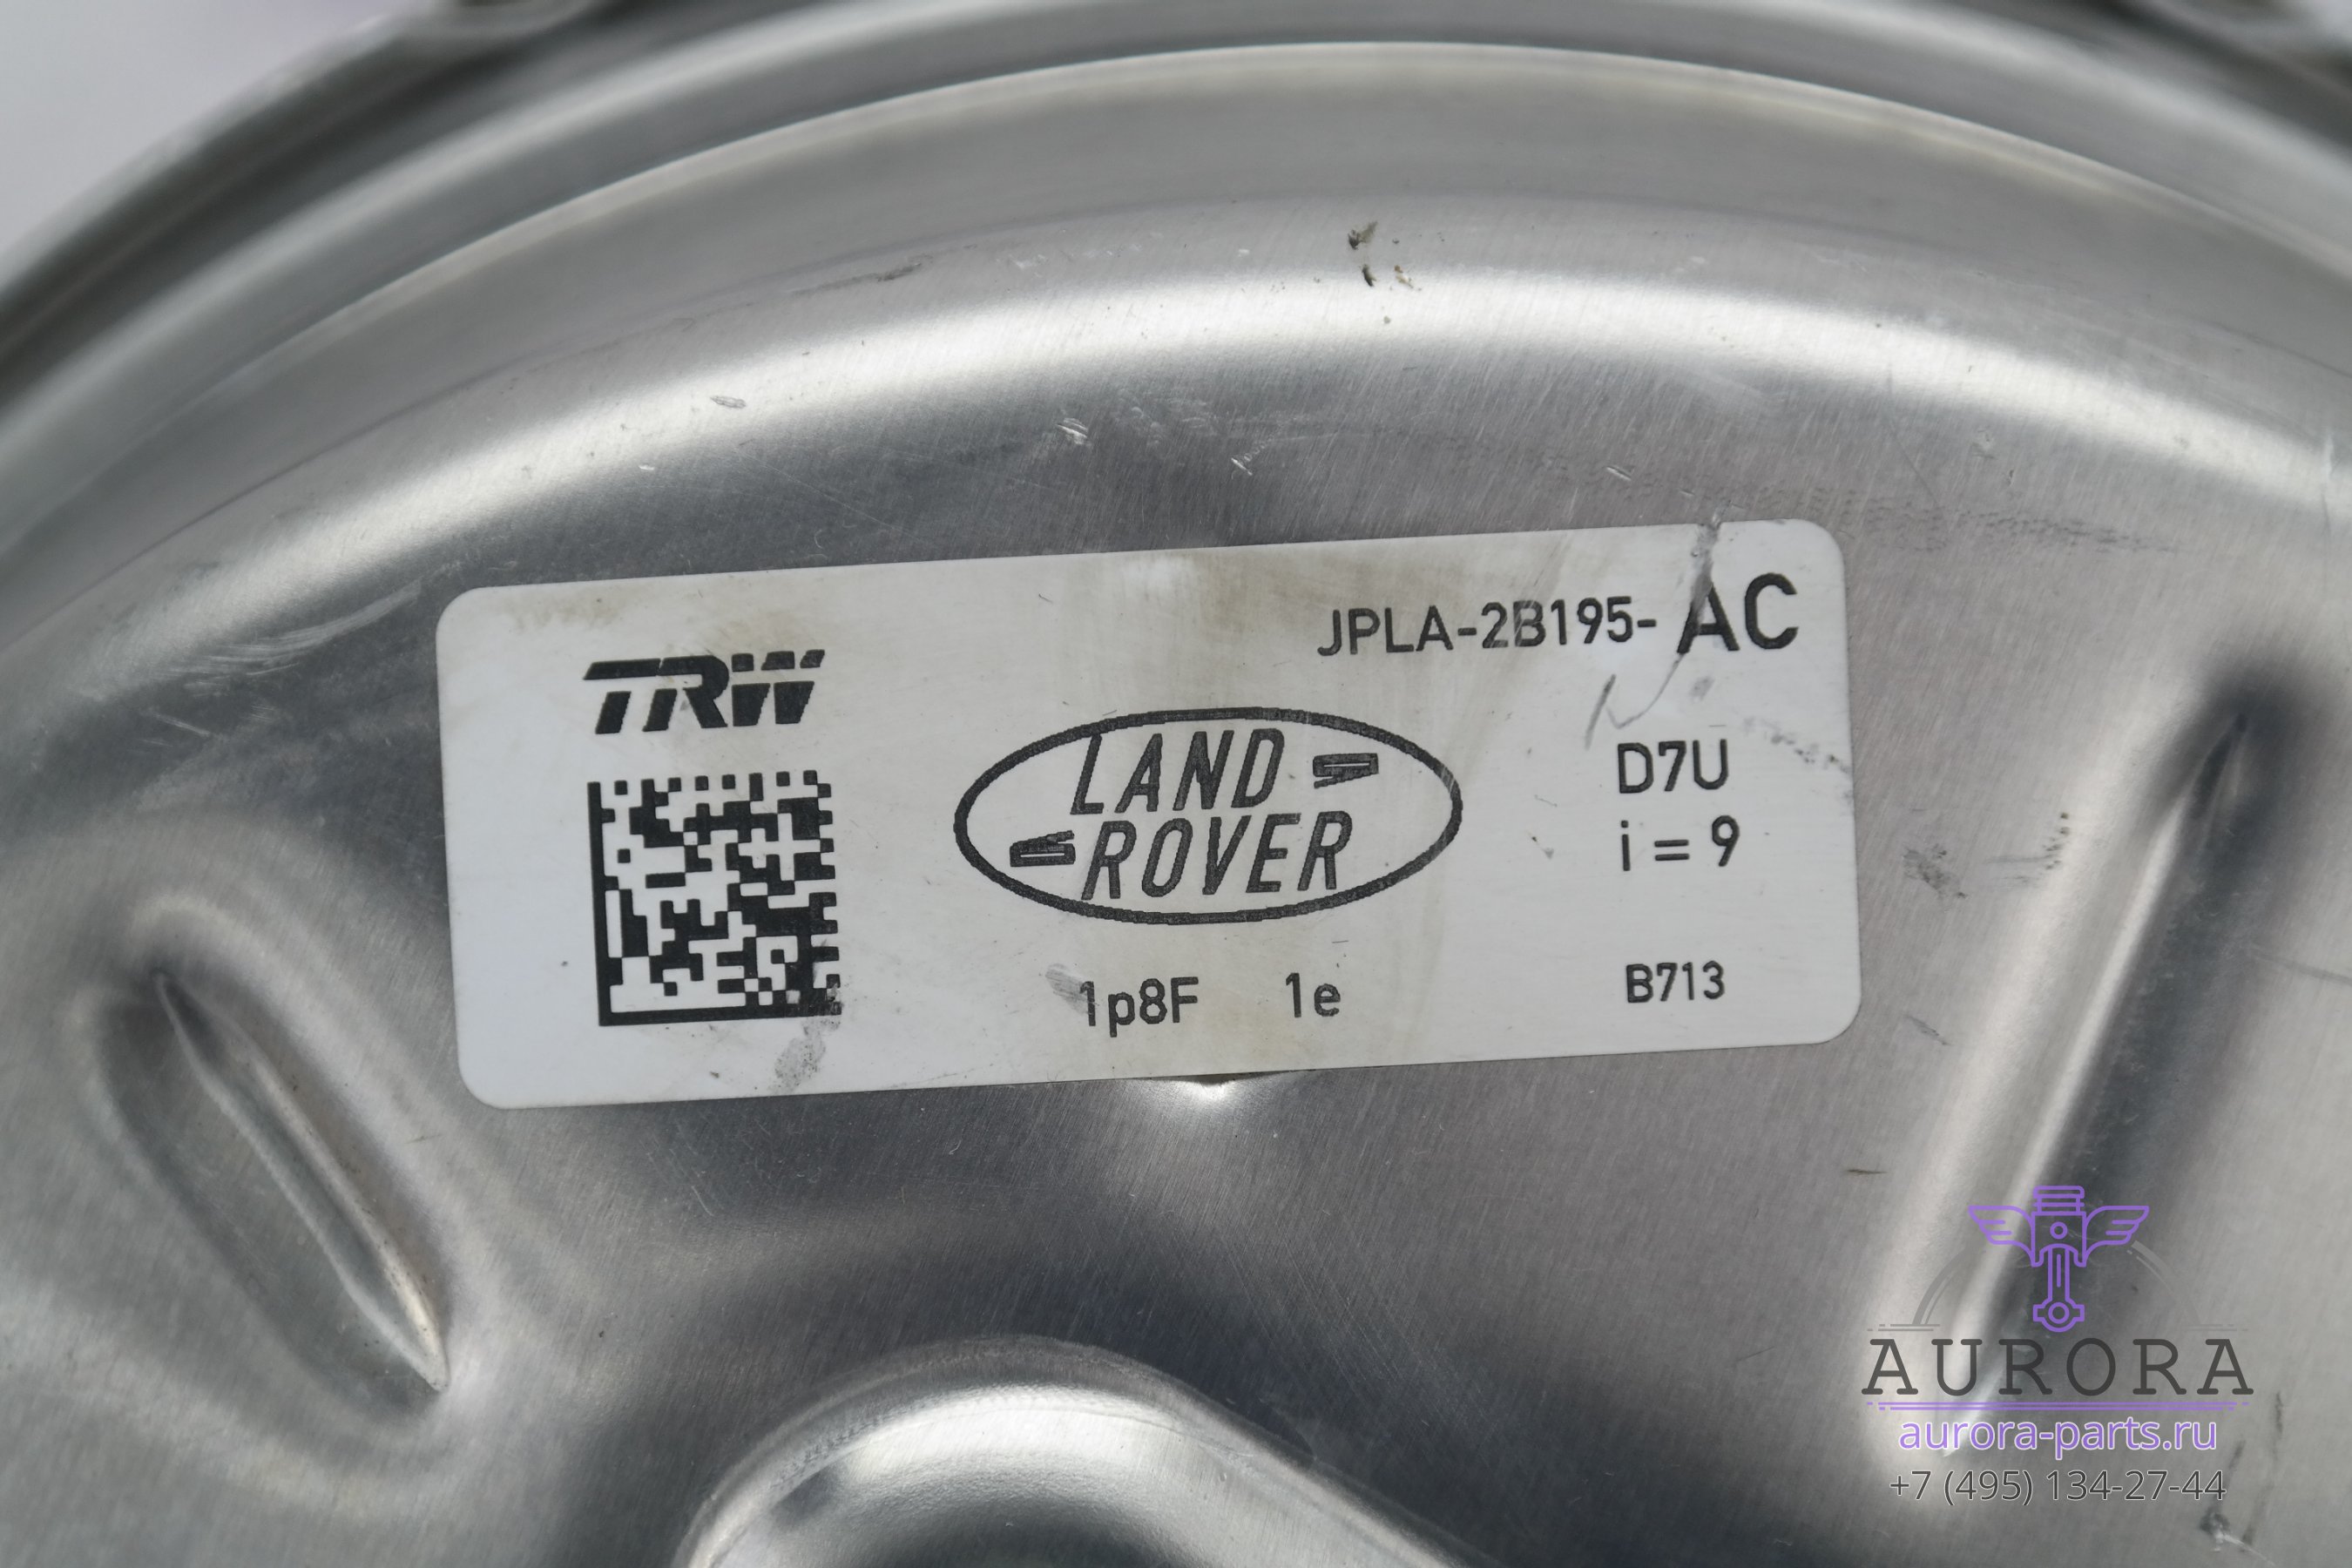 JPLA-2B195- AC
TRW
LAND
ROVER
D7U
i = 9
1p8F 1e
B713
AURORA
aurora-parts.ru
+7 (495) 134-27-44